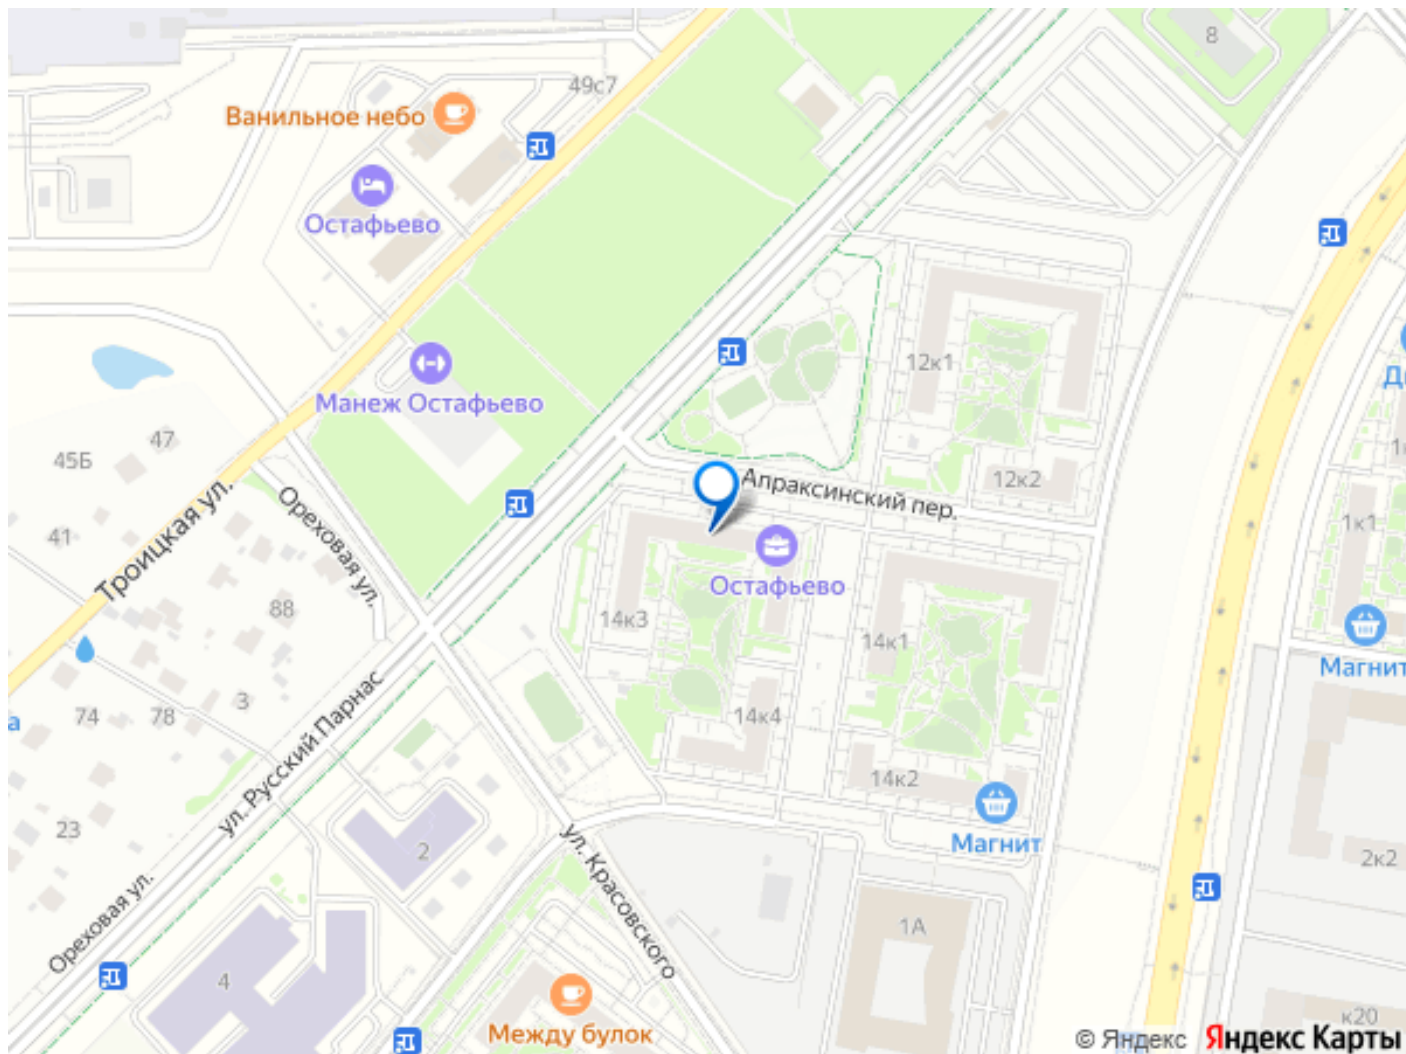 8
49с7
Ванильное небо
Остафьево
12к1
Манеж Остафьево
47
45Б
12к2
Апраксинский пер.
1к1
41
Троицкая ул.
Ореховая ул.
Остафьево
88
14к3
14к1
Магнит
3
74
78
14к4
ул. Русский Парнас
14к2
23
Магнит
2
2к2
Ореховая ул.
ул. Красовского
1А
4
к20
Между булок
© Яндекс Яндекс Карты